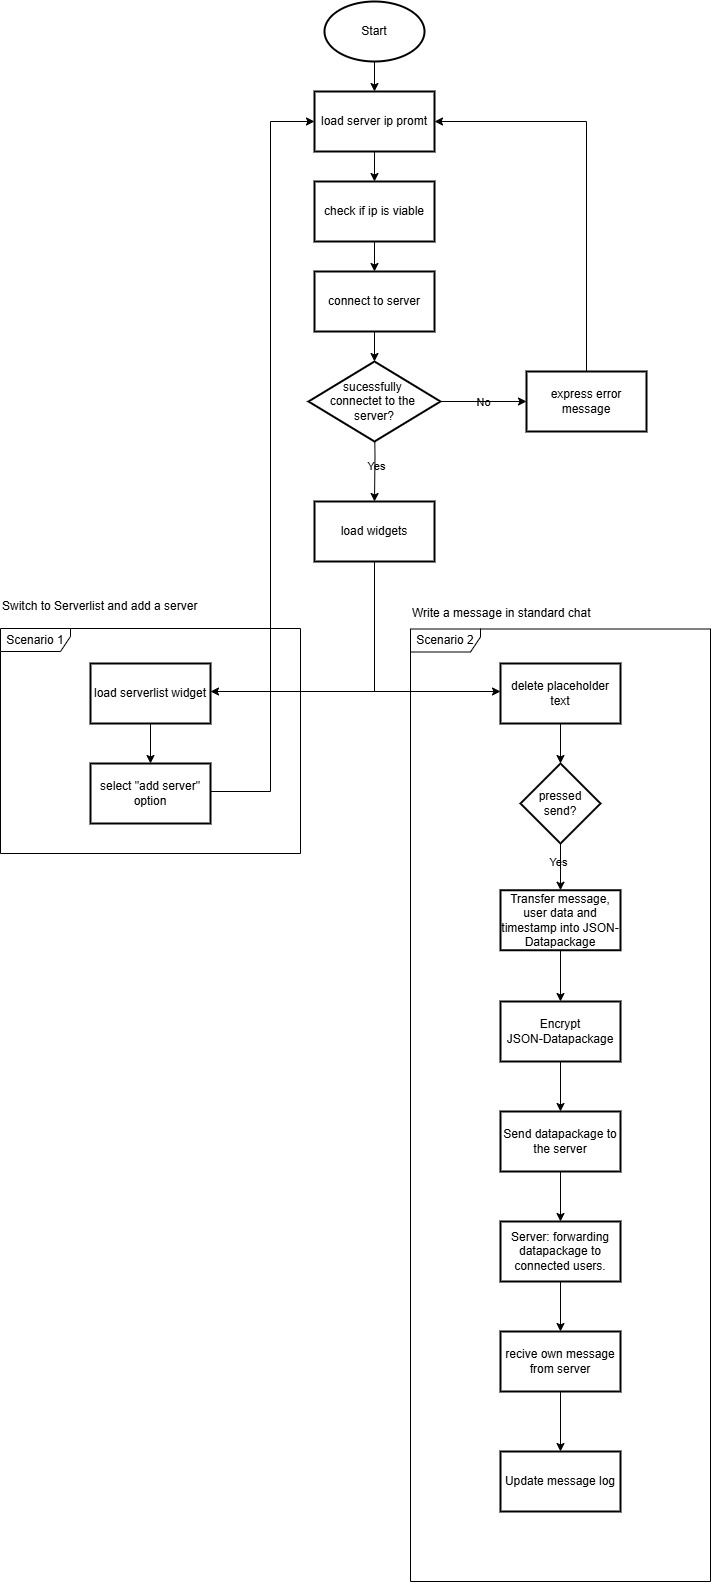 Start
load server ip promt
check if ip is viable
connect to server
sucessfully
connectet to the
server?
No
express error
message
Yes
load widgets
Switch to Serverlist and add a server
Scenario 1
load serverlist widget
select "add server"
option
Write a message in standard chat
Scenario 2
delete placeholder
text
pressed
send?
Yes
Transfer message,
user data and
timestamp into JSON-
Datapackage
Encrypt
JSON-Datapackage
Send datapackage to
the server
Server: forwarding
datapackage to
connected users.
recive own message
from server
Update message log